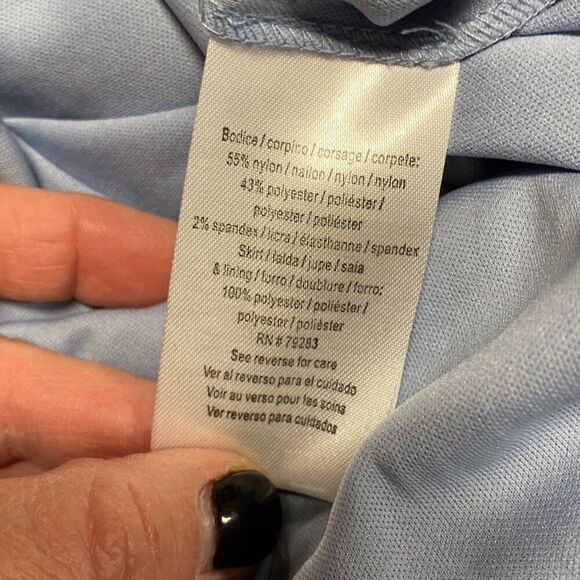 Bodice / corpino / corsage / corpete:
55% nylon / nailon / nylon / nylon
43% polyester / poliéster /
polyester / poliéster
2% spandex / licra / élasthanne / spandex
Skirt / falda / jupe / saia
& lining / forro / doublure / forro:
100% polyester / poliéster /
polyester / poliéster
RN # 79283
See reverse for care
Ver al reverso para el cuidado
Voir au verso pour les soins
Ver reverso para cuidados